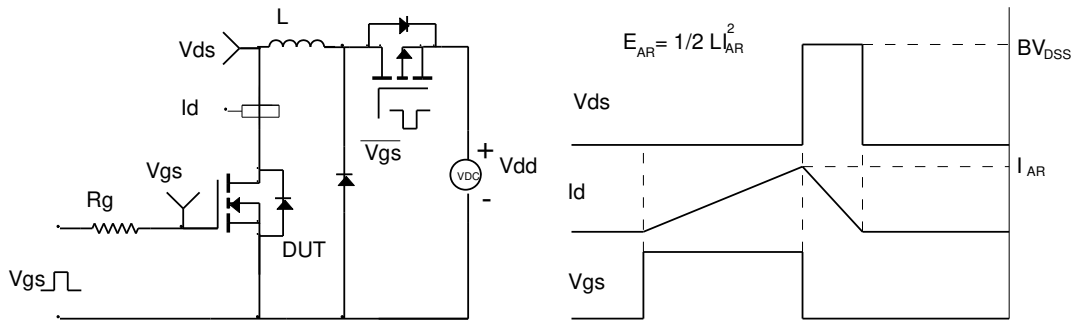 L
Vds
Id
Vgs
Rg
DUT
Vgs
Vgs
+
VDC
Vdd
-
E_AR = 1/2 LI_AR^2
BV_DSS
Vds
I_AR
Id
Vgs